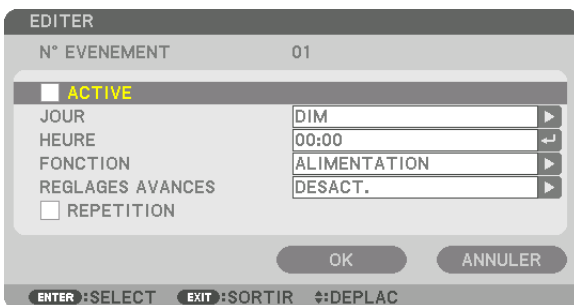 EDITER
N° EVENEMENT 01
ACTIVE
JOUR DIM
HEURE 00:00
FONCTION ALIMENTATION
REGLAGES AVANCES DESACT.
REPETITION
OK ANNULER
ENTER :SELECT EXIT :SORTIR :DEPLAC